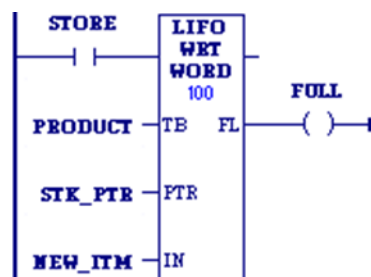 STORE
LIFO
WRT
WORD
100
FULL
PRODUCT TB FL
STK_PTR PTR
NEW_ITM IN